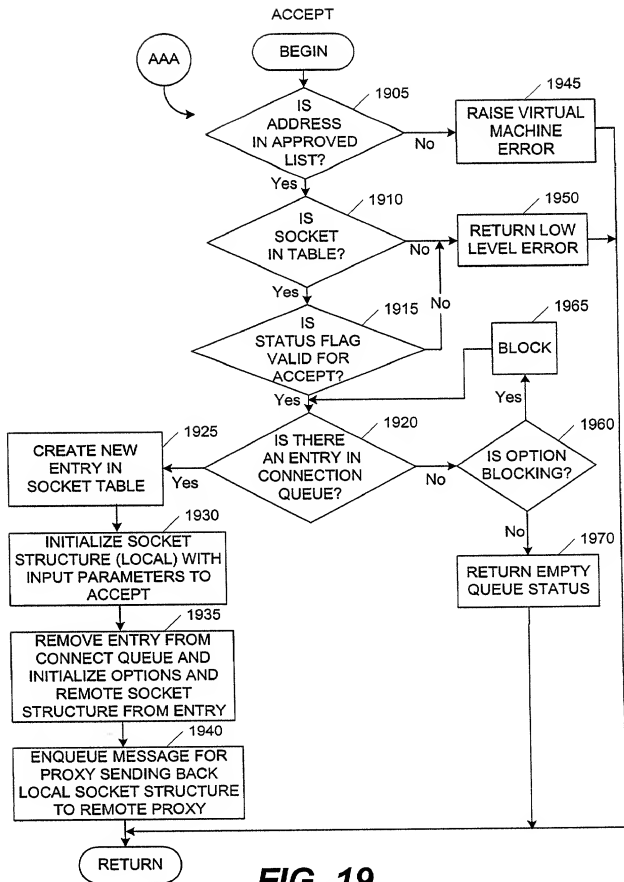 ACCEPT
BEGIN
AAA
1905
IS
ADDRESS
IN APPROVED
LIST?
No
1945
RAISE VIRTUAL
MACHINE
ERROR
Yes
1910
IS
SOCKET
IN TABLE?
No
1950
RETURN LOW
LEVEL ERROR
Yes
No
1915
IS
STATUS FLAG
VALID FOR
ACCEPT?
1965
BLOCK
Yes
Yes
1920
IS THERE
AN ENTRY IN
CONNECTION
QUEUE?
Yes
No
1960
IS OPTION
BLOCKING?
No
1925
CREATE NEW
ENTRY IN
SOCKET TABLE
1930
INITIALIZE SOCKET
STRUCTURE (LOCAL) WITH
INPUT PARAMETERS TO
ACCEPT
1970
RETURN EMPTY
QUEUE STATUS
1935
REMOVE ENTRY FROM
CONNECT QUEUE AND
INITIALIZE OPTIONS AND
REMOTE SOCKET
STRUCTURE FROM ENTRY
1940
ENQUEUE MESSAGE FOR
PROXY SENDING BACK
LOCAL SOCKET STRUCTURE
TO REMOTE PROXY
RETURN
FIG. 19